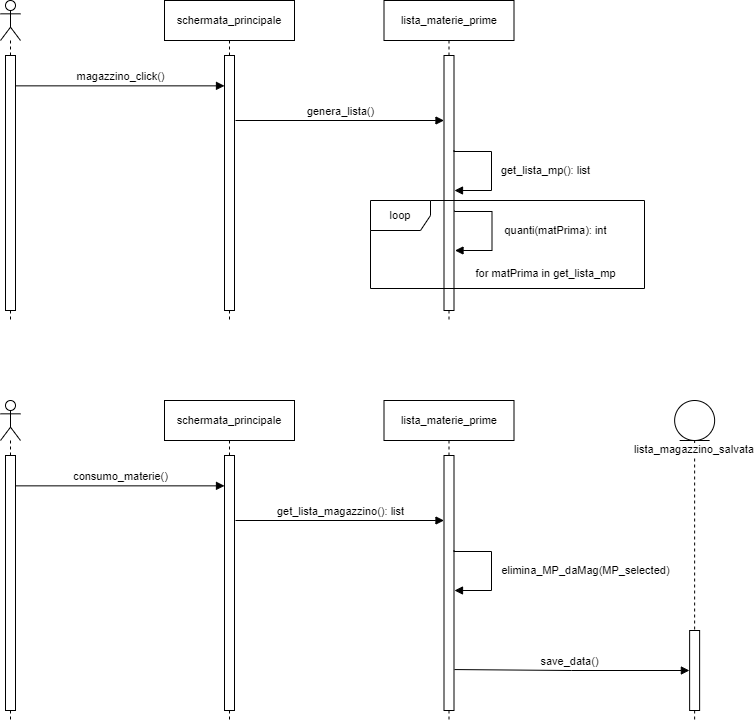 schermata_principale
lista_materie_prime
magazzino_click()
genera_lista()
get_lista_mp(): list
loop
quanti(matPrima): int
for matPrima in get_lista_mp
schermata_principale
lista_materie_prime
lista_magazzino_salvata
consumo_materie()
get_lista_magazzino(): list
elimina_MP_daMag(MP_selected)
save_data()